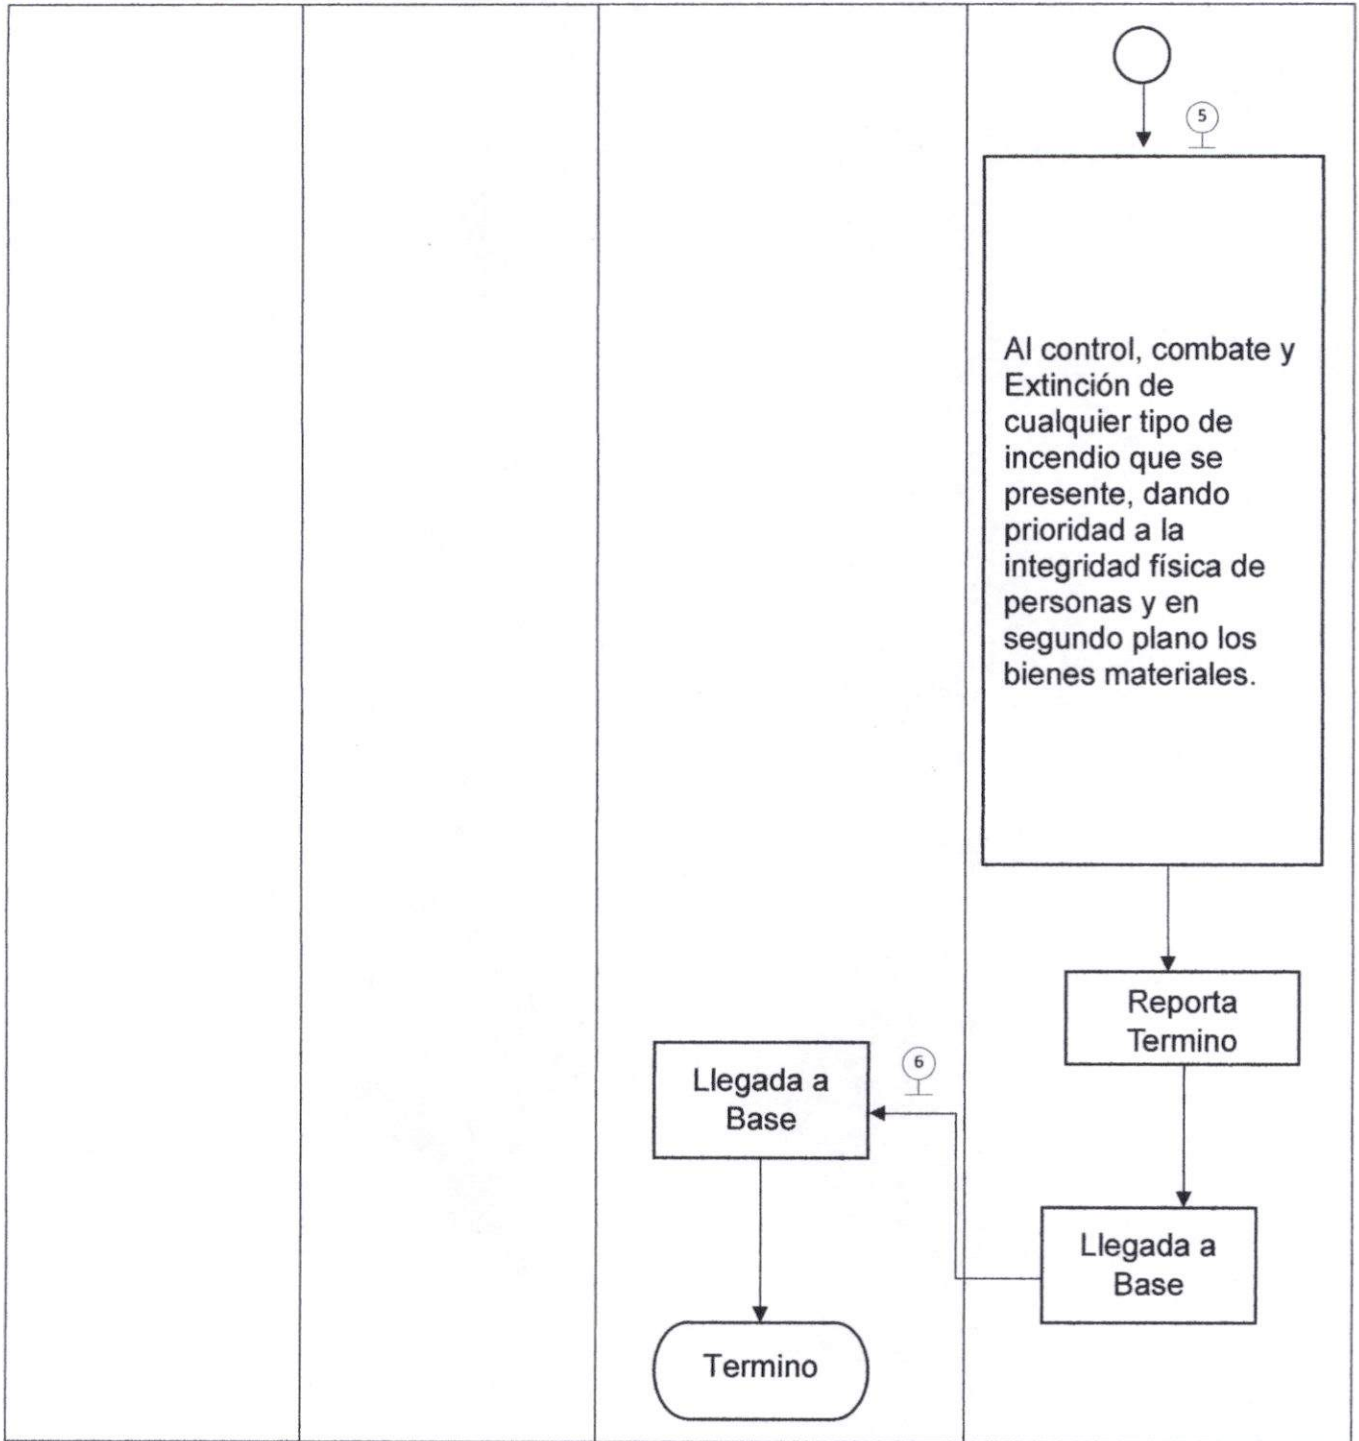 5
Al control, combate y
Extinción de
cualquier tipo de
incendio que se
presente, dando
prioridad a la
integridad física de
personas y en
segundo plano los
bienes materiales.
Reporta
Termino
6
Llegada a
Base
Llegada a
Base
Termino